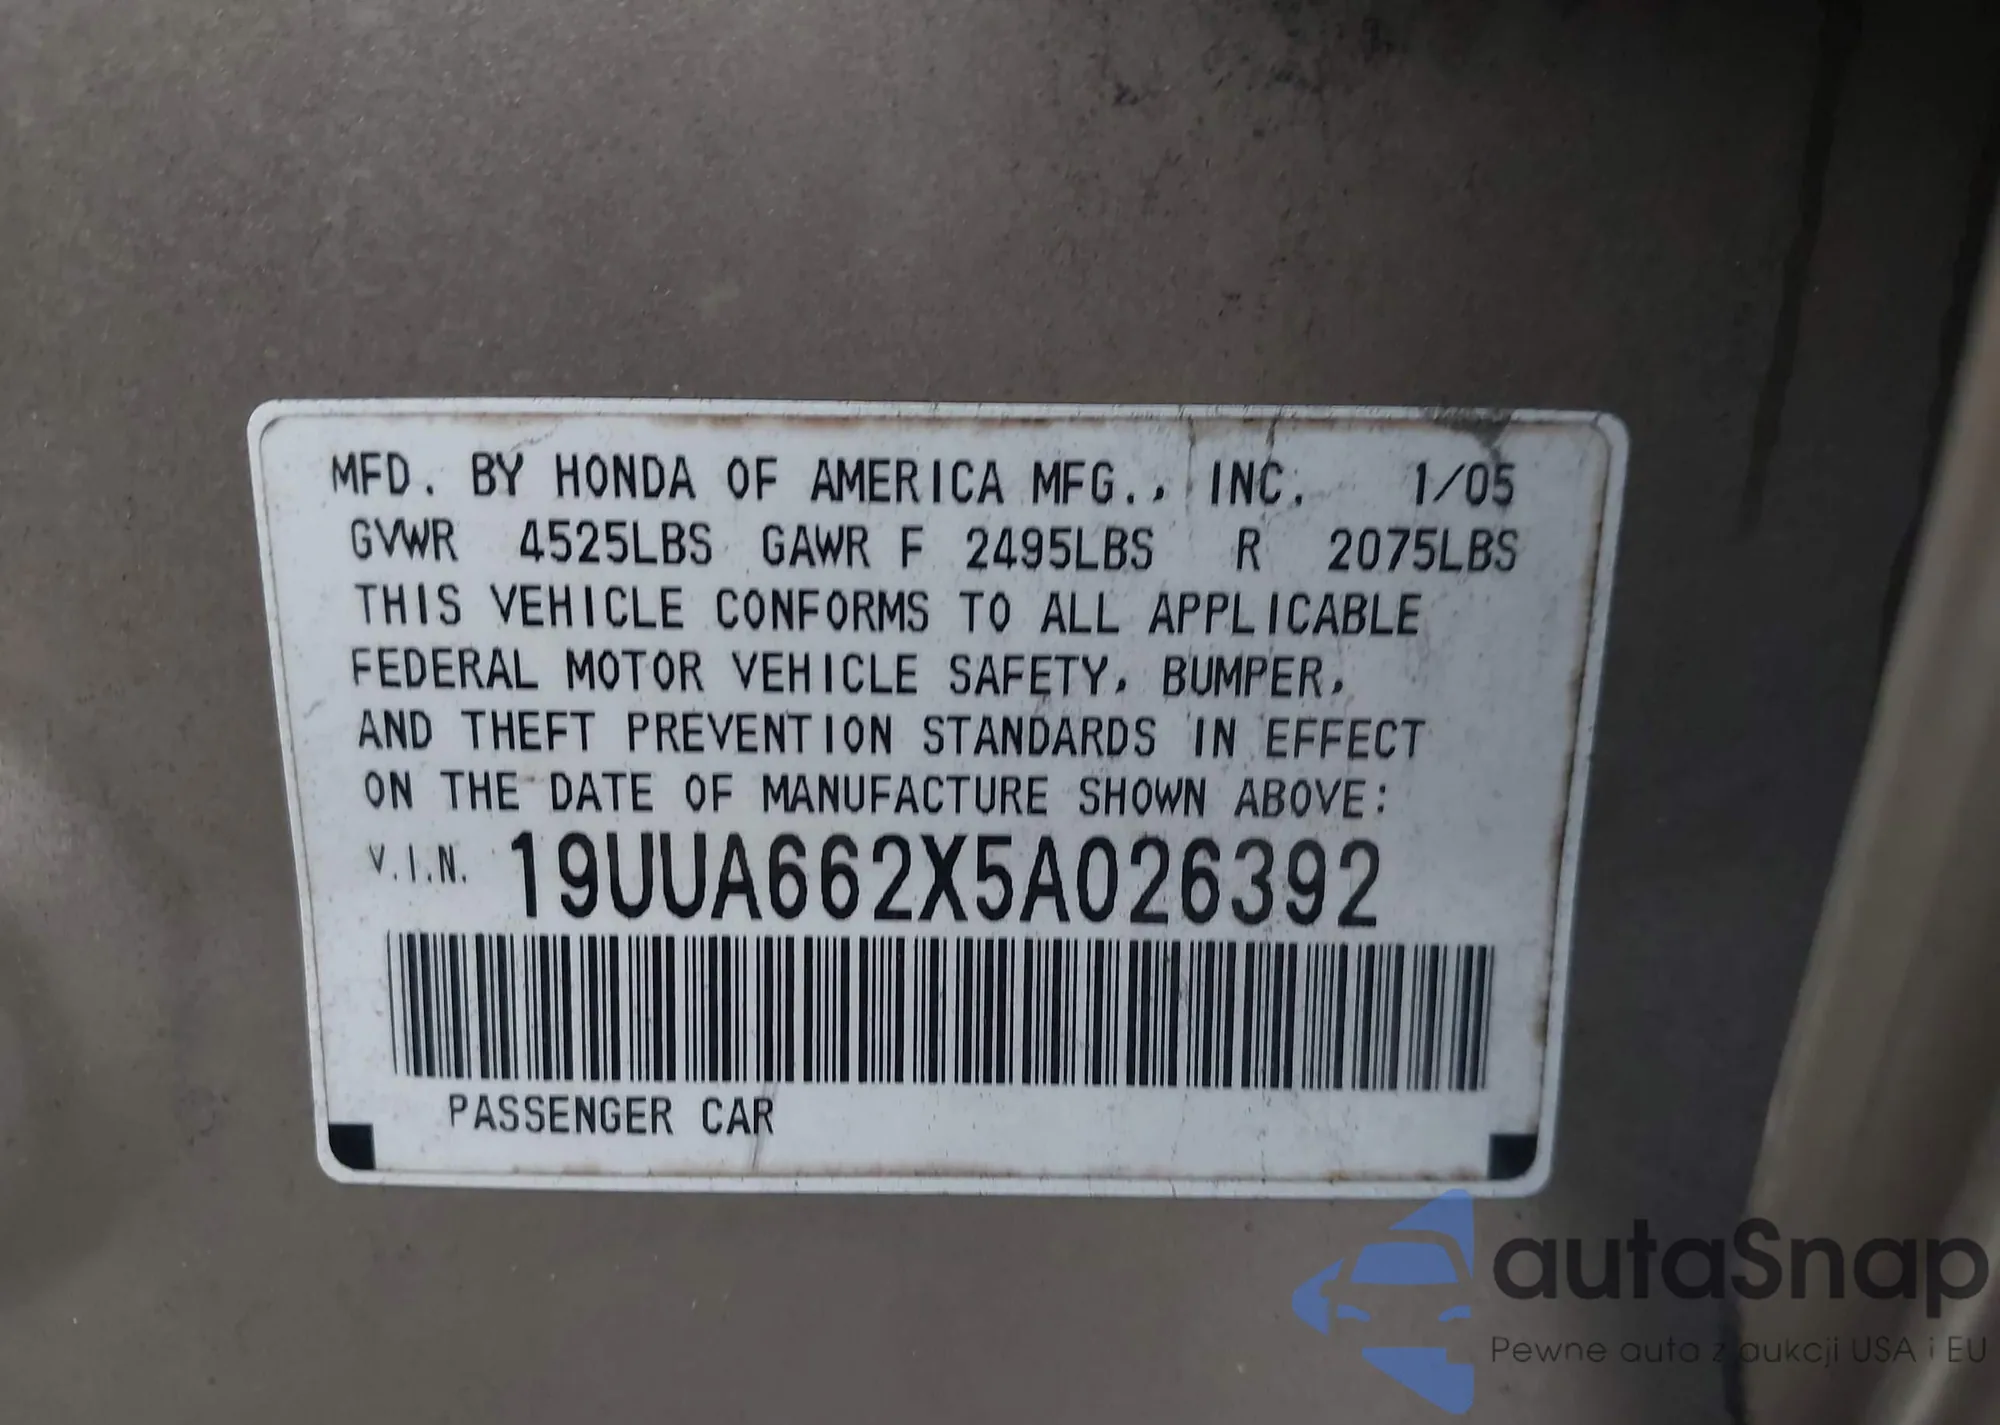 MFD. BY HONDA OF AMERICA MFG., INC. 1/05
GVWR 4525LBS GAWR F 2495LBS R 2075LBS
THIS VEHICLE CONFORMS TO ALL APPLICABLE
FEDERAL MOTOR VEHICLE SAFETY, BUMPER,
AND THEFT PREVENTION STANDARDS IN EFFECT
ON THE DATE OF MANUFACTURE SHOWN ABOVE:
V.I.N. 19UUA662X5A026392
PASSENGER CAR
autaSnap
Pewne auta z aukcji USA i EU